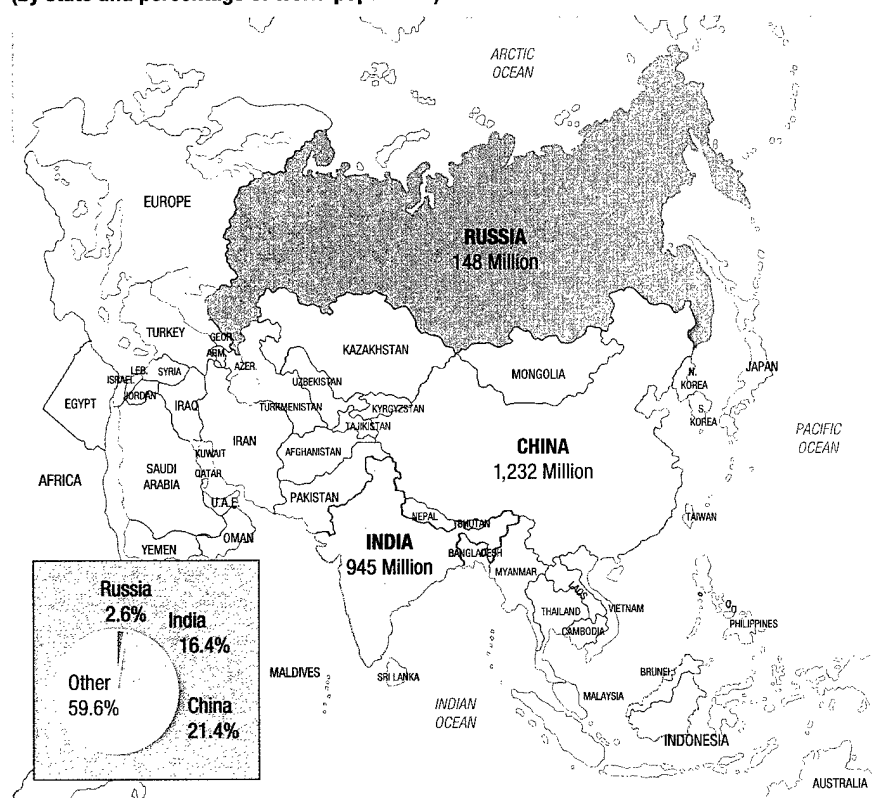 ARCTIC
OCEAN
EUROPE
RUSSIA
148 Million
TURKEY
GEOR.
ARM.
AZER.
KAZAKHSTAN
MONGOLIA
N.
KOREA
S.
KOREA
JAPAN
LEB.
SYRIA
ISRAEL
JORDAN
IRAQ
EGYPT
UZBEKISTAN
TURKMENISTAN
KYRGYZSTAN
TAJIKISTAN
IRAN
AFGHANISTAN
CHINA
1,232 Million
PACIFIC
OCEAN
AFRICA
SAUDI
ARABIA
KUWAIT
QATAR
U.A.E.
OMAN
YEMEN
PAKISTAN
NEPAL
BHUTAN
TAIWAN
INDIA
945 Million
BANGLADESH
MYANMAR
LAOS
THAILAND
VIETNAM
CAMBODIA
PHILIPPINES
MALDIVES
SRI LANKA
BRUNEI
MALAYSIA
INDIAN
OCEAN
INDONESIA
AUSTRALIA
Russia
2.6%
India
16.4%
Other
59.6%
China
21.4%